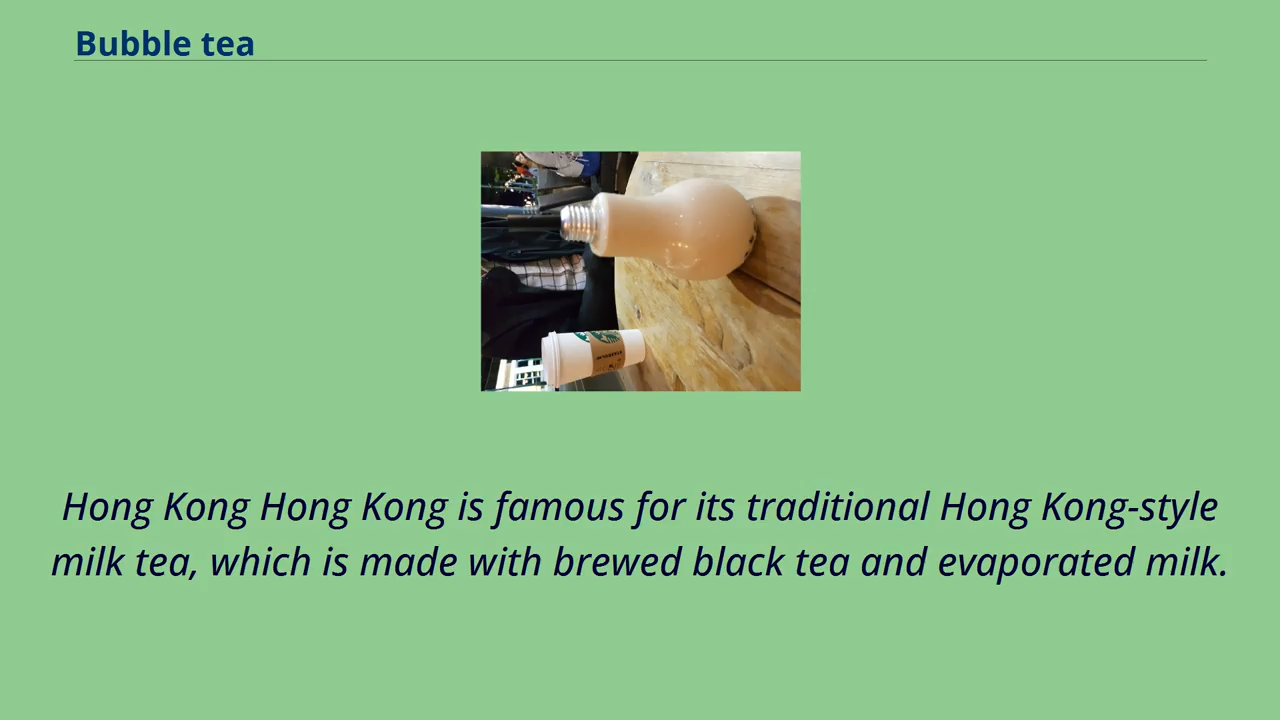 Bubble tea
Hong Kong Hong Kong is famous for its traditional Hong Kong-style
milk tea, which is made with brewed black tea and evaporated milk.